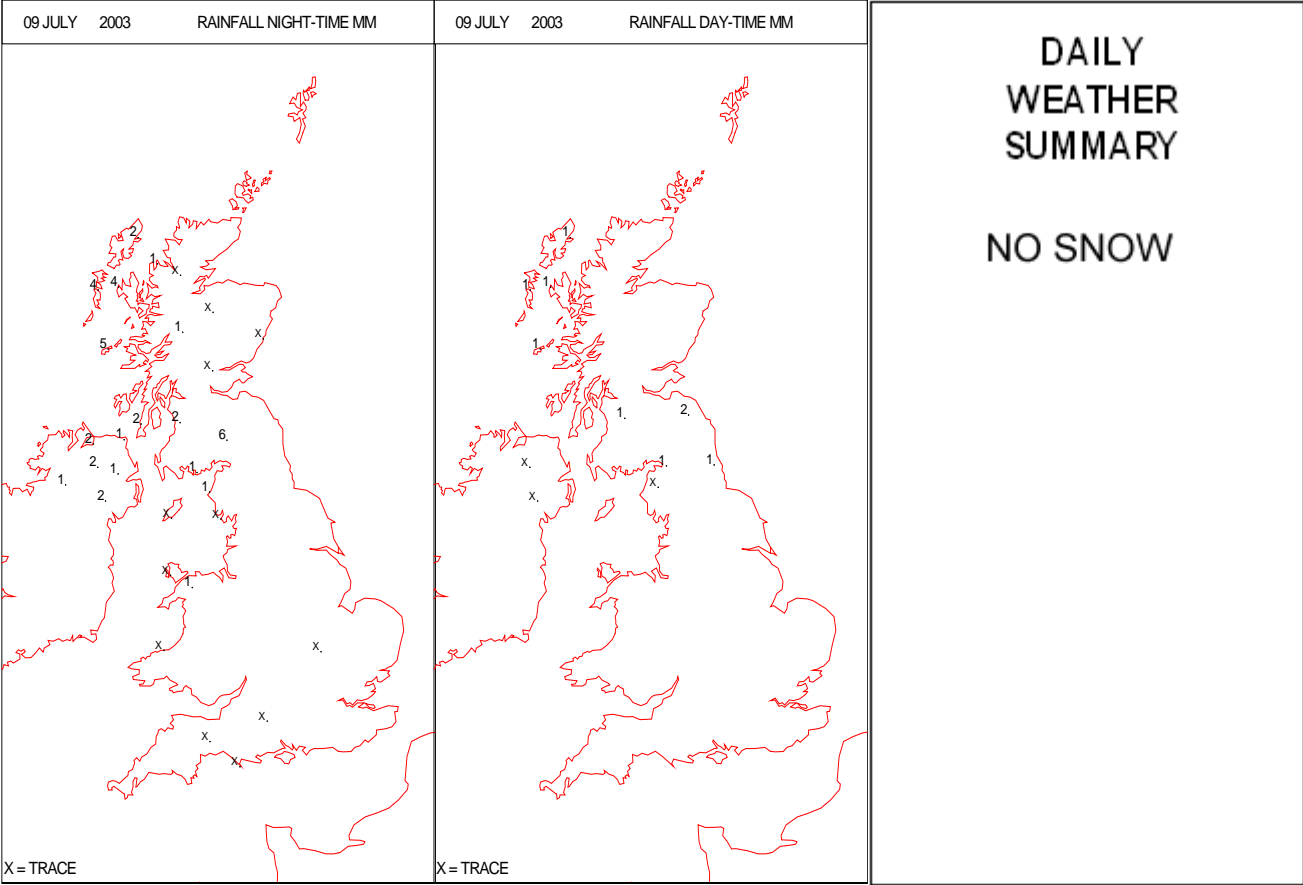 09 JULY 2003 RAINFALL NIGHT-TIME MM
2
1
X.
4 4
X.
1. X.
5
X.
2 2.
1. 6.
2
2. 1. 1.
1. 1
2. X. X.
X. 1.
X. X.
X.
X.
X.
X = TRACE
09 JULY 2003 RAINFALL DAY-TIME MM
1
1 1.
1
1. 2.
X. 1. 1.
X. X.
X = TRACE
DAILY
WEATHER
SUMMARY
NO SNOW